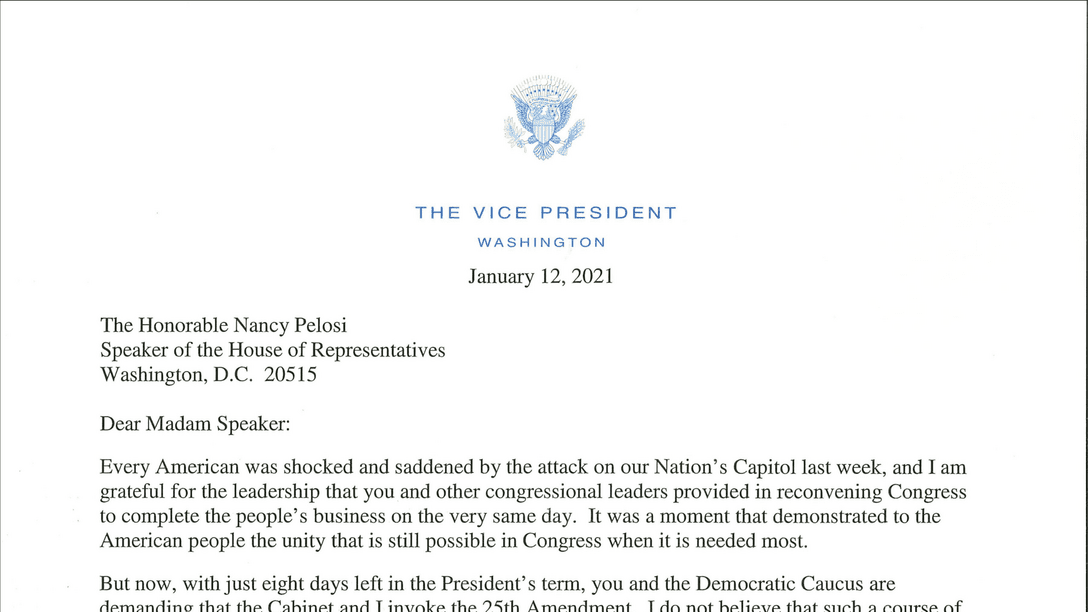 THE VICE PRESIDENT
WASHINGTON
January 12, 2021
The Honorable Nancy Pelosi
Speaker of the House of Representatives
Washington, D.C.  20515
Dear Madam Speaker:
Every American was shocked and saddened by the attack on our Nation’s Capitol last week, and I am
grateful for the leadership that you and other congressional leaders provided in reconvening Congress
to complete the people’s business on the very same day.  It was a moment that demonstrated to the
American people the unity that is still possible in Congress when it is needed most.
But now, with just eight days left in the President’s term, you and the Democratic Caucus are
demanding that the Cabinet and I invoke the 25th Amendment.  I do not believe that such a course of